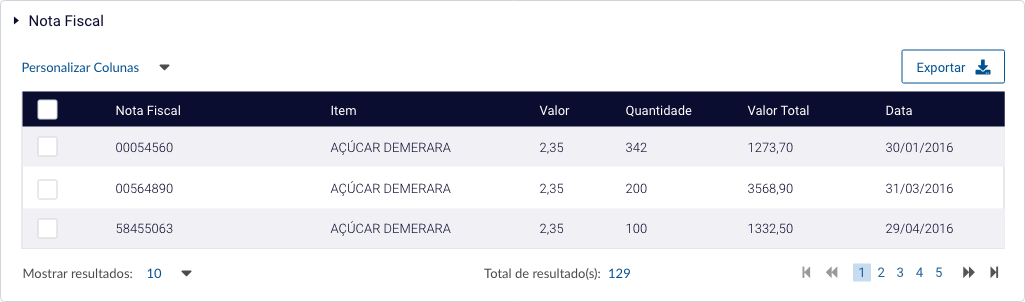 Nota Fiscal
Personalizar Colunas
Exportar
Nota Fiscal Item Valor Quantidade Valor Total Data
00054560 AÇÚCAR DEMERARA 2,35 342 1273,70 30/01/2016
00564890 AÇÚCAR DEMERARA 2,35 200 3568,90 31/03/2016
58455063 AÇÚCAR DEMERARA 2,35 100 1332,50 29/04/2016
Mostrar resultados: 10 Total de resultado(s): 129 1 2 3 4 5